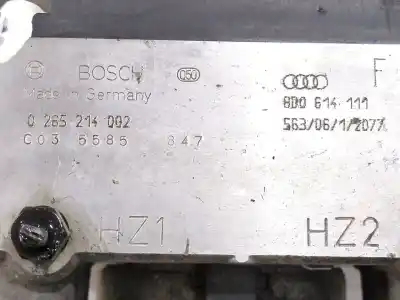 BOSCH 050 F
Made in Germany 8D0 614 111
0 265 214 002 563/06/1/2077
C03 5585 847
HZ1 HZ2